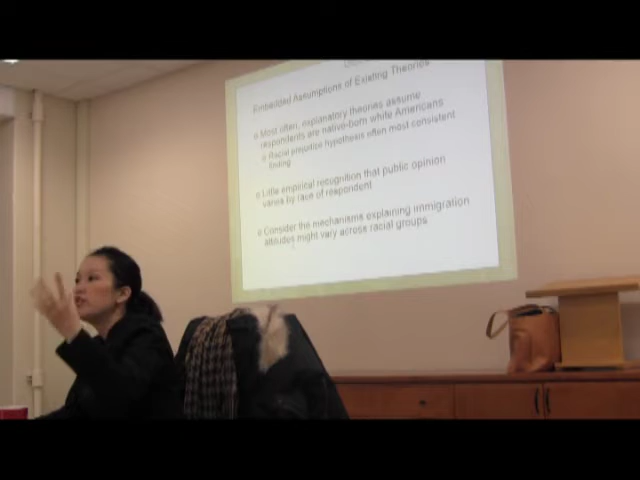 Embedded Assumptions of Existing Theories
Most often, explanatory theories assume
respondents are native-born white Americans
Racial prejudice hypothesis often most consistent
finding
Little empirical recognition that public opinion
varies by race of respondent
Consider the mechanisms explaining immigration
attitudes might vary across racial groups